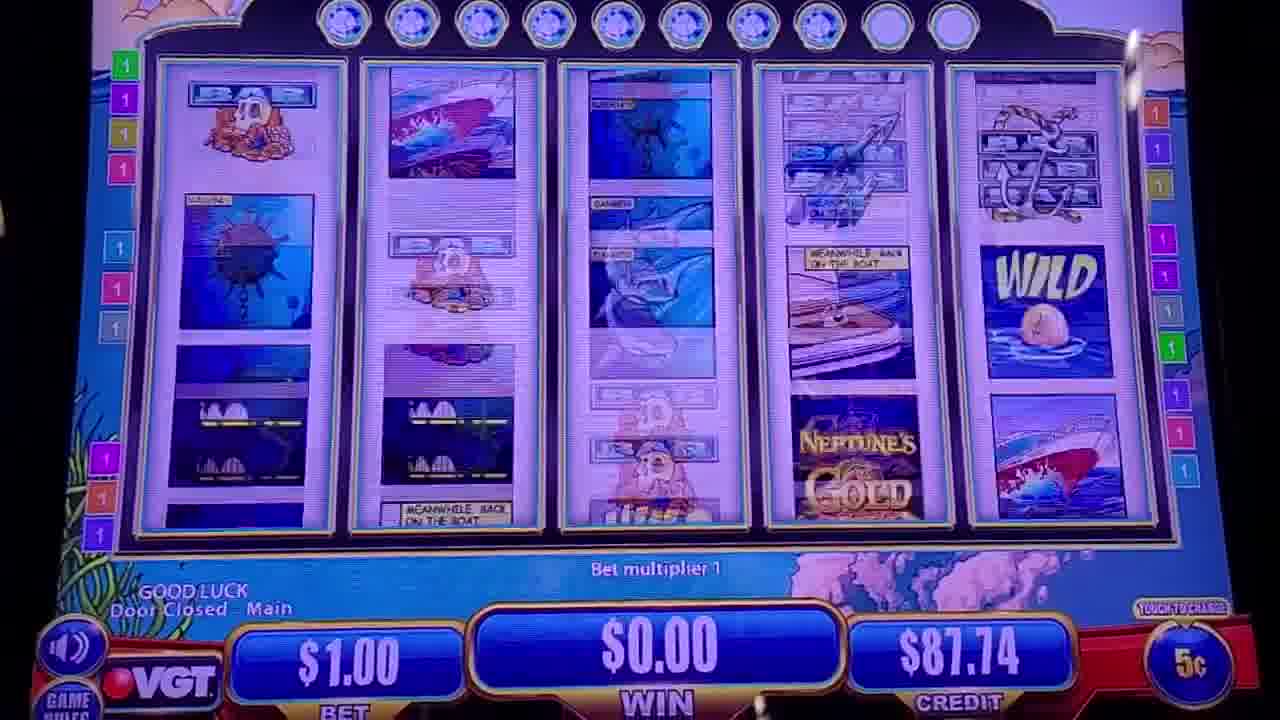 BAR
WILD
MEANWHILE BACK
ON THE BOAT
NEPTUNE'S
GOLD
MEANWHILE BACK
ON THE BOAT
Bet multiplier 1
GOOD LUCK
Door Closed - Main
TOUCH TO CHANGE
$1.00
$0.00
$87.74
5¢
VGT
GAME
RULES
BET
WIN
CREDIT